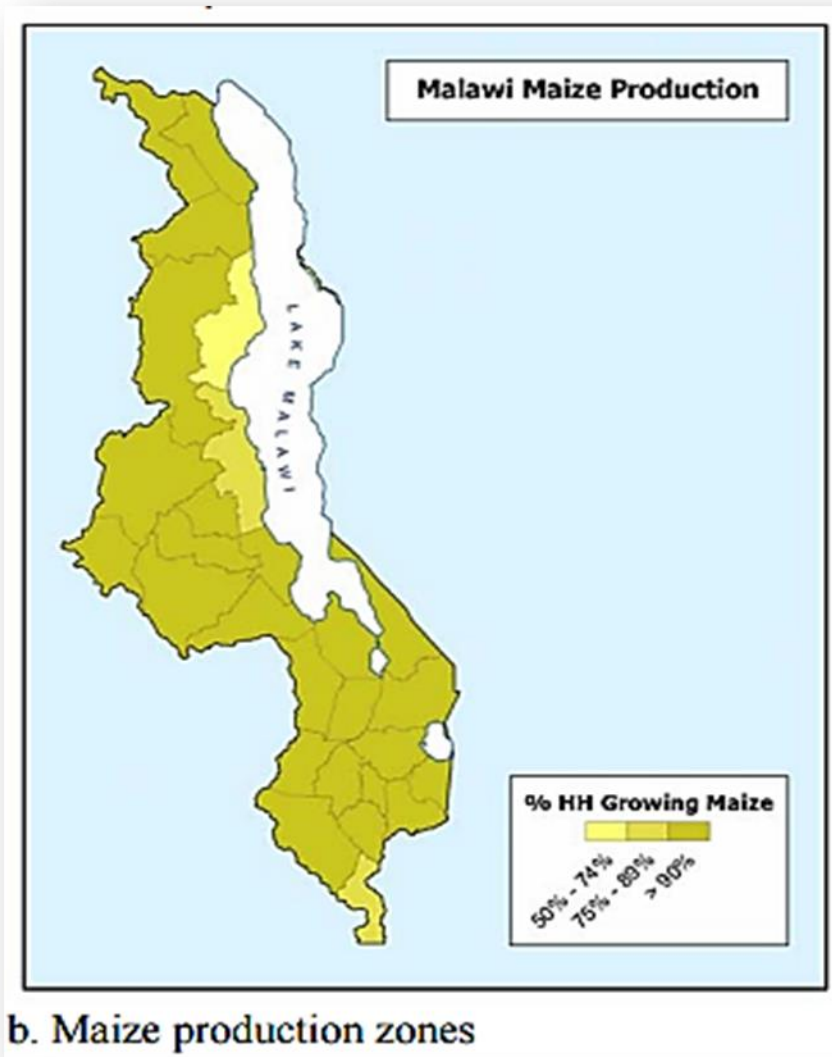 Malawi Maize Production
LAKE MALAWI
% HH Growing Maize
50% - 74%
75% - 89%
> 90%
b. Maize production zones